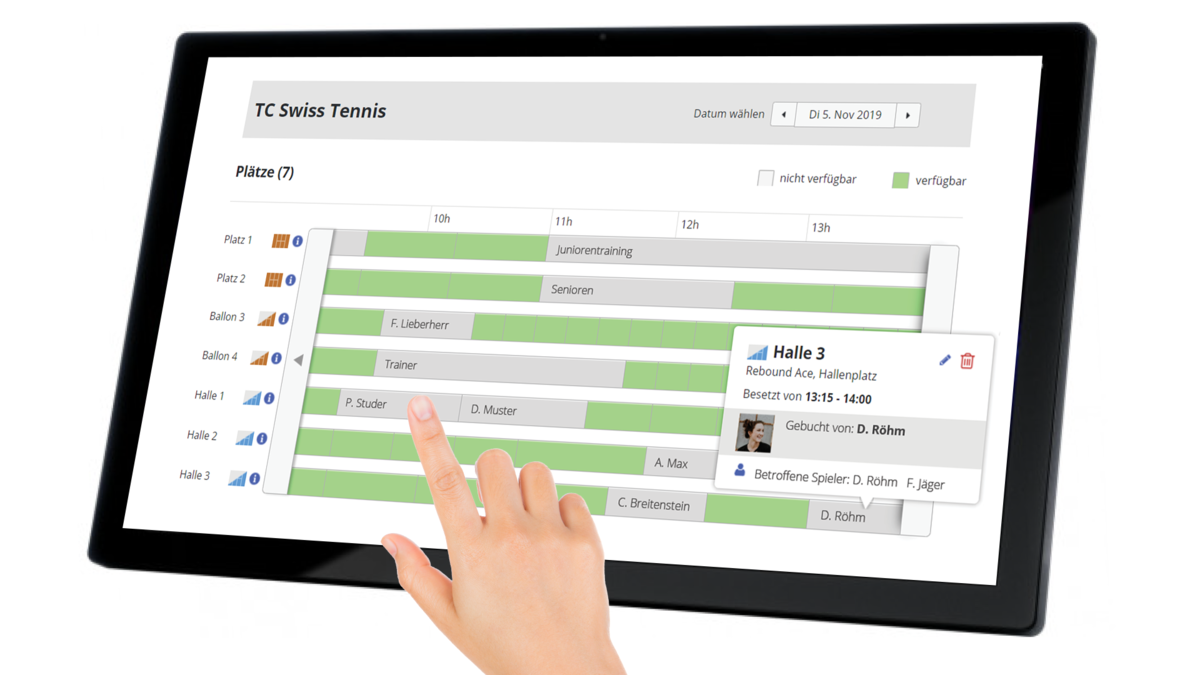 TC Swiss Tennis
Datum wählen
Di 5. Nov 2019
Plätze (7)
nicht verfügbar
verfügbar
10h
11h
12h
13h
Platz 1
Juniorentraining
Platz 2
Senioren
Ballon 3
F. Lieberherr
Ballon 4
Trainer
Halle 1
P. Studer
D. Muster
Halle 2
A. Max
Halle 3
C. Breitenstein
D. Röhm
Halle 3
Rebound Ace, Hallenplatz
Besetzt von 13:15 - 14:00
Gebucht von: D. Röhm
Betroffene Spieler: D. Röhm F. Jäger